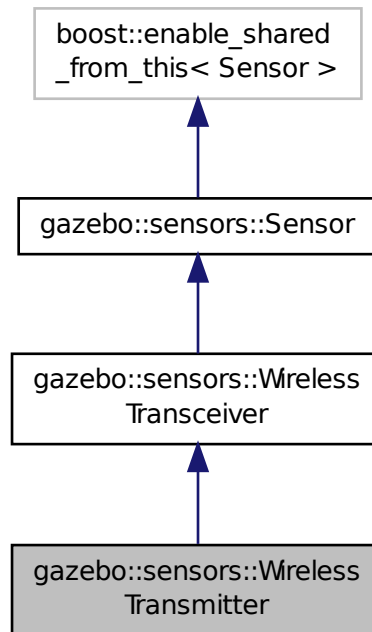 boost::enable_shared
_from_this< Sensor >
gazebo::sensors::Sensor
gazebo::sensors::Wireless
Transceiver
gazebo::sensors::Wireless
Transmitter